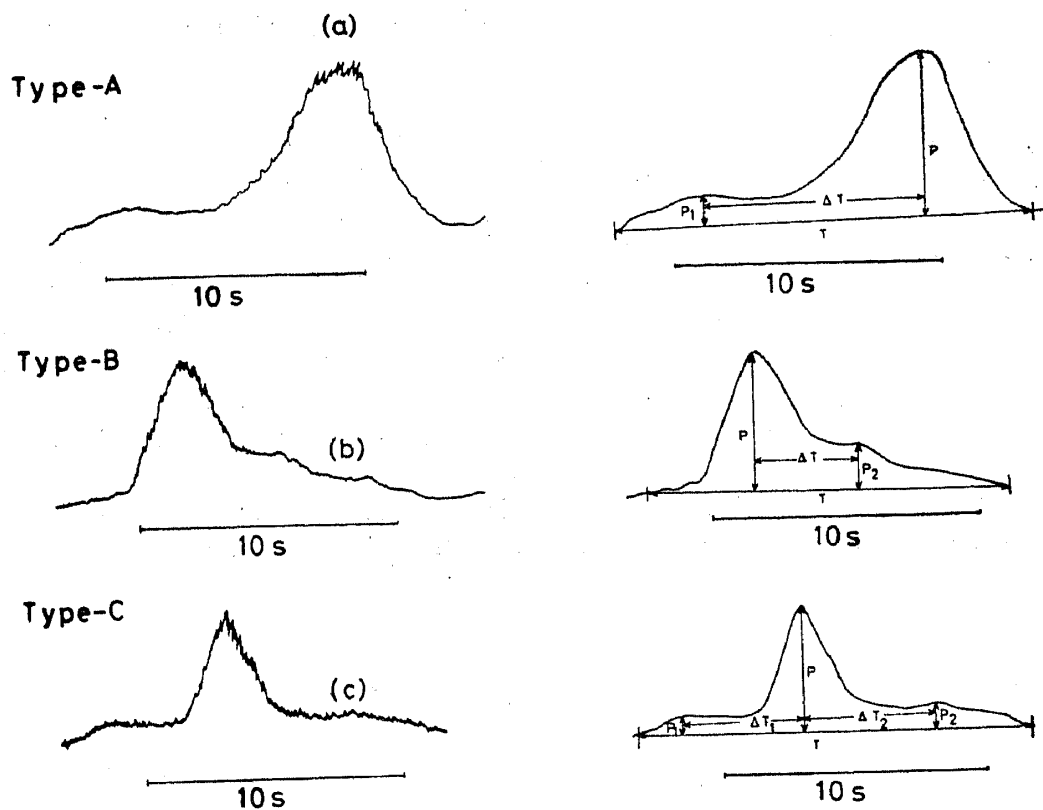 (a)
Type-A
P
P1
ΔT
T
10 s
10 s
Type-B
(b)
P
ΔT
P2
T
10 s
10 s
Type-C
(c)
P
P1
ΔT1
ΔT2
P2
T
10 s
10 s